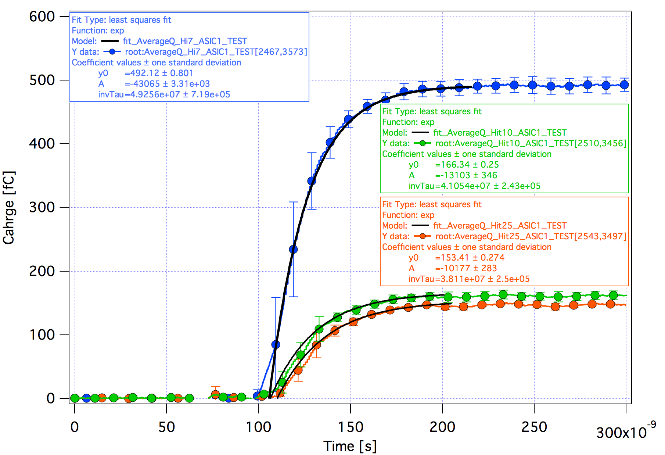 600
500
400
300
200
100
0
Cahrge [fC]
Fit Type: least squares fit
Function: exp
Model: fit_AverageQ_Hi7_ASIC1_TEST
Y data: root:AverageQ_Hi7_ASIC1_TEST[2467,3573]
Coefficient values ± one standard deviation
y0 =492.12 ± 0.801
A =-43065 ± 3.31e+03
invTau =4.9256e+07 ± 7.19e+05
Fit Type: least squares fit
Function: exp
Model: fit_AverageQ_Hit10_ASIC1_TEST
Y data: root:AverageQ_Hit10_ASIC1_TEST[2510,3456]
Coefficient values ± one standard deviation
y0 =166.34 ± 0.25
A =-13103 ± 346
invTau=4.1054e+07 ± 2.43e+05
Fit Type: least squares fit
Function: exp
Model: fit_AverageQ_Hit25_ASIC1_TEST
Y data: root:AverageQ_Hit25_ASIC1_TEST[2543,3497]
Coefficient values ± one standard deviation
y0 =153.41 ± 0.274
A =-10177 ± 283
invTau=3.811e+07 ± 2.5e+05
0 50 100 150 200 250 300x10⁻⁹
Time [s]